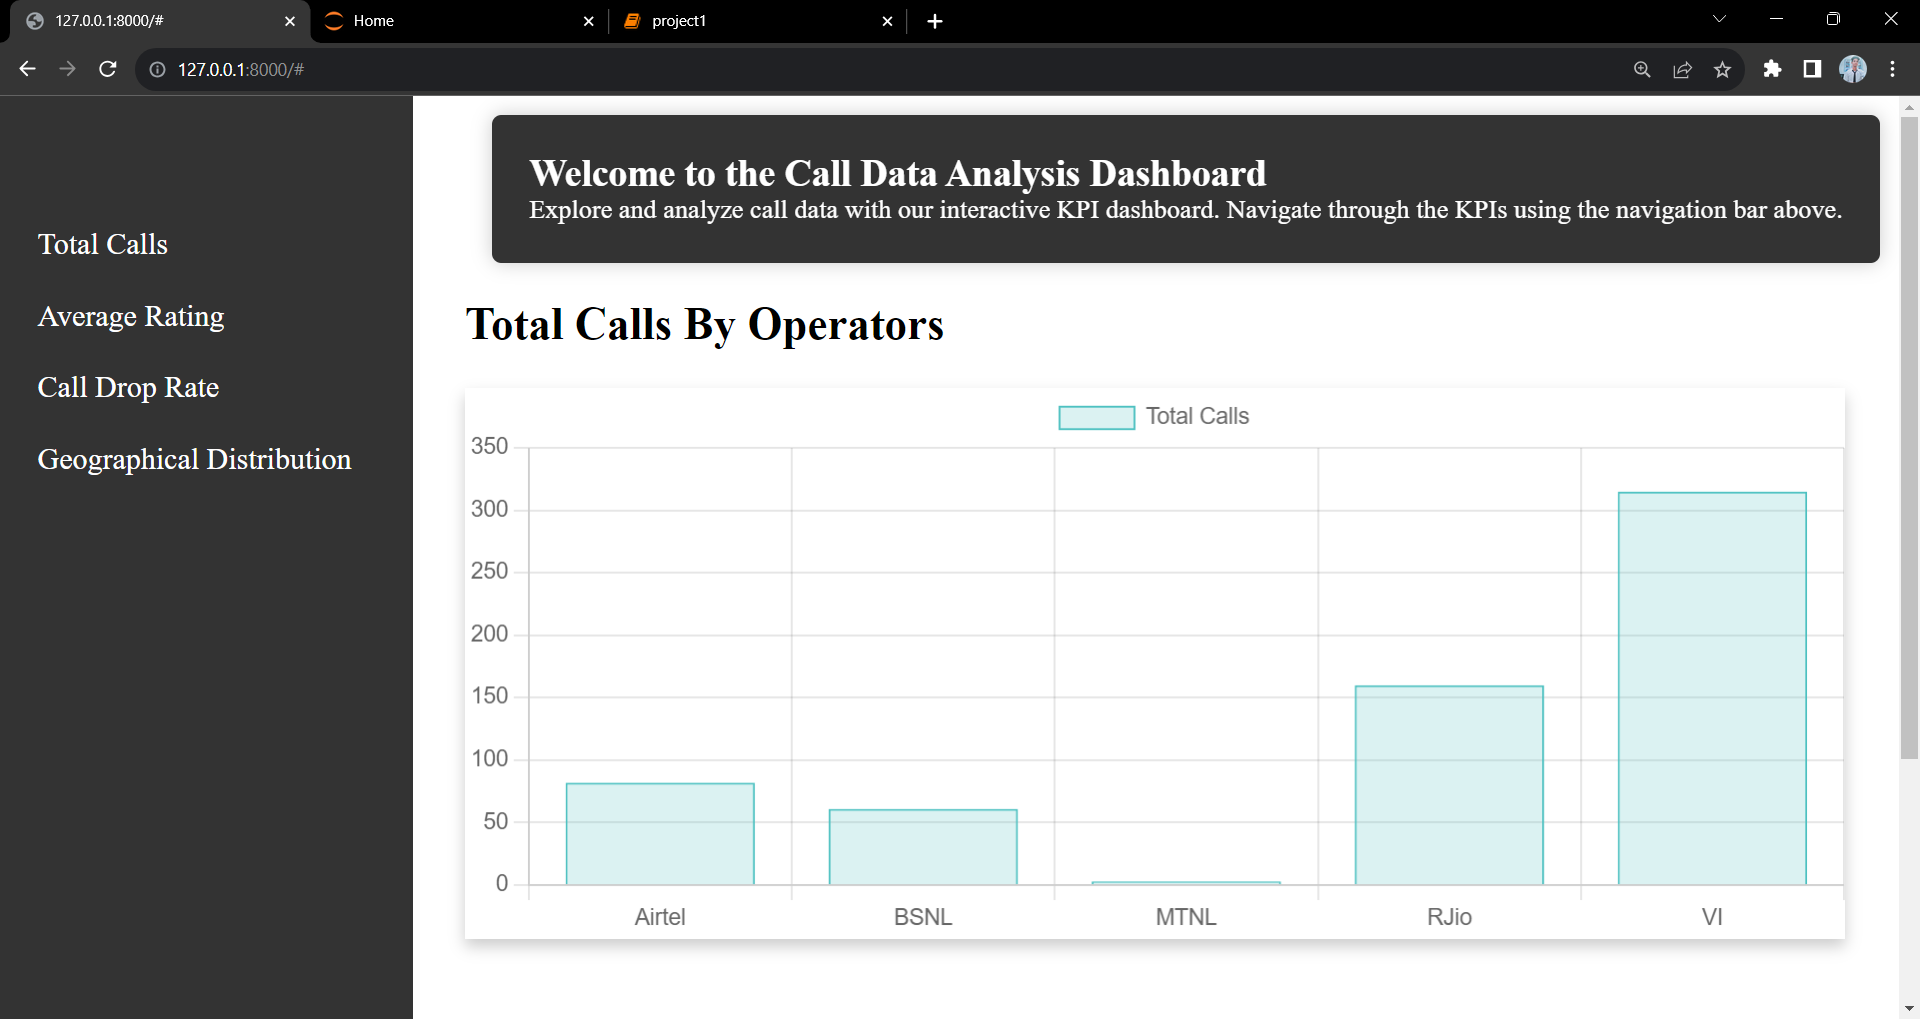 127.0.0.1:8000/#
Home
project1
127.0.0.1:8000/#
Total Calls
Average Rating
Call Drop Rate
Geographical Distribution
Welcome to the Call Data Analysis Dashboard
Explore and analyze call data with our interactive KPI dashboard. Navigate through the KPIs using the navigation bar above.
Total Calls By Operators
Total Calls
350
300
250
200
150
100
50
0
Airtel BSNL MTNL RJio VI